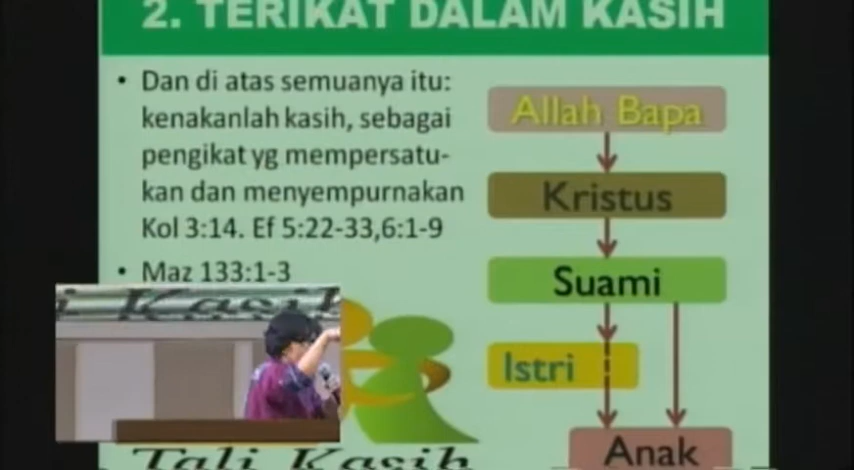 2. TERIKAT DALAM KASIH
• Dan di atas semuanya itu:
kenakanlah kasih, sebagai
pengikat yg mempersatu-
kan dan menyempurnakan
Kol 3:14. Ef 5:22-33,6:1-9
• Maz 133:1-3
Allah Bapa
Kristus
Suami
Istri
Anak
i Kasih
Tali Kasih